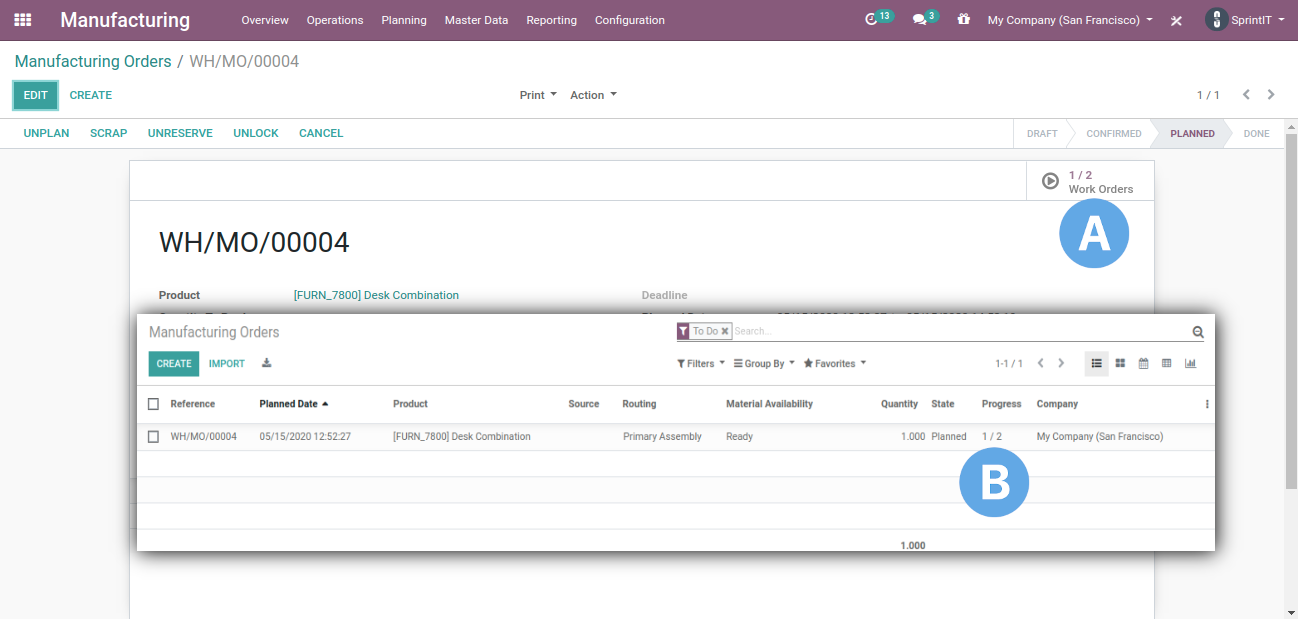 Manufacturing Overview Operations Planning Master Data Reporting Configuration 13 3 My Company (San Francisco) SprintIT
Manufacturing Orders / WH/MO/00004
EDIT CREATE Print Action 1 / 1
UNPLAN SCRAP UNRESERVE UNLOCK CANCEL DRAFT CONFIRMED PLANNED DONE
1 / 2
Work Orders
A
WH/MO/00004
Product [FURN_7800] Desk Combination Deadline
Manufacturing Orders To Do Search...
CREATE IMPORT Filters Group By Favorites 1-1 / 1
Reference Planned Date Product Source Routing Material Availability Quantity State Progress Company
WH/MO/00004 05/15/2020 12:52:27 [FURN_7800] Desk Combination Primary Assembly Ready 1.000 Planned 1 / 2 My Company (San Francisco)
B
1.000